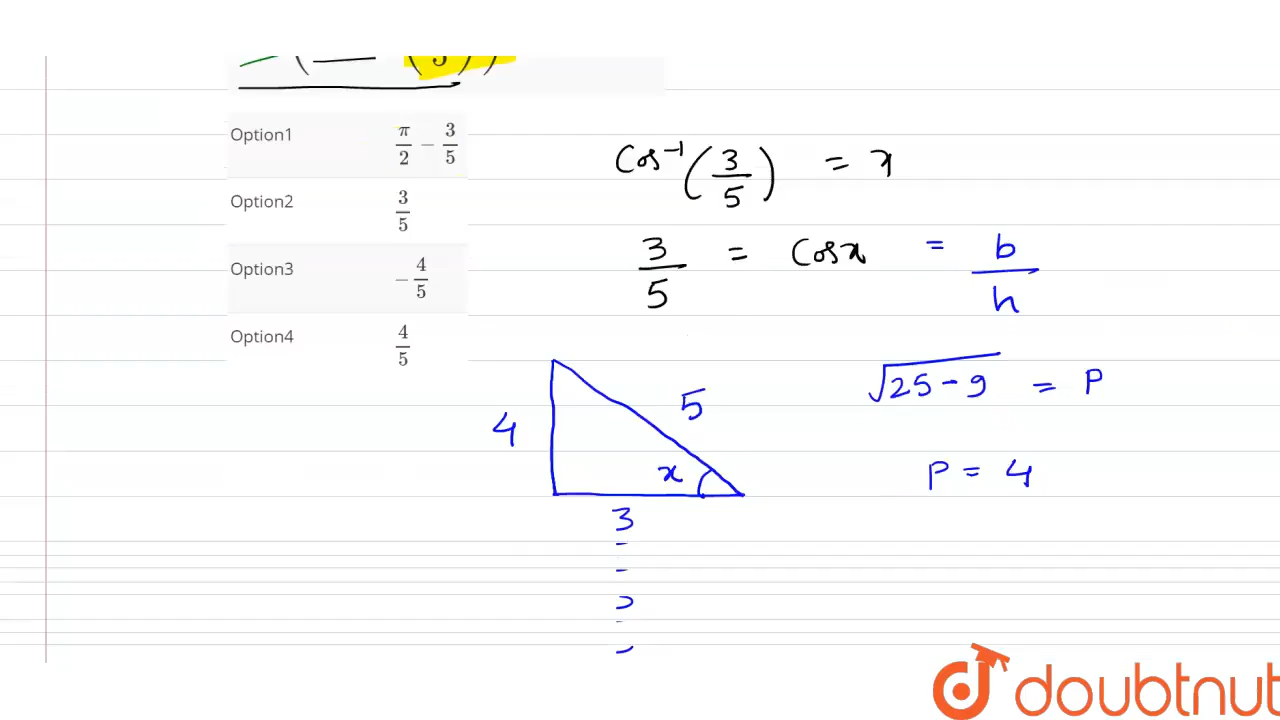 Option1 π/2 − 3/5
Option2 3/5
Option3 − 4/5
Option4 4/5
Cos⁻¹(3/5) = x
3/5 = Cosx = b/h
√25-9 = P
P = 4
4
5
x
3
doubtnut